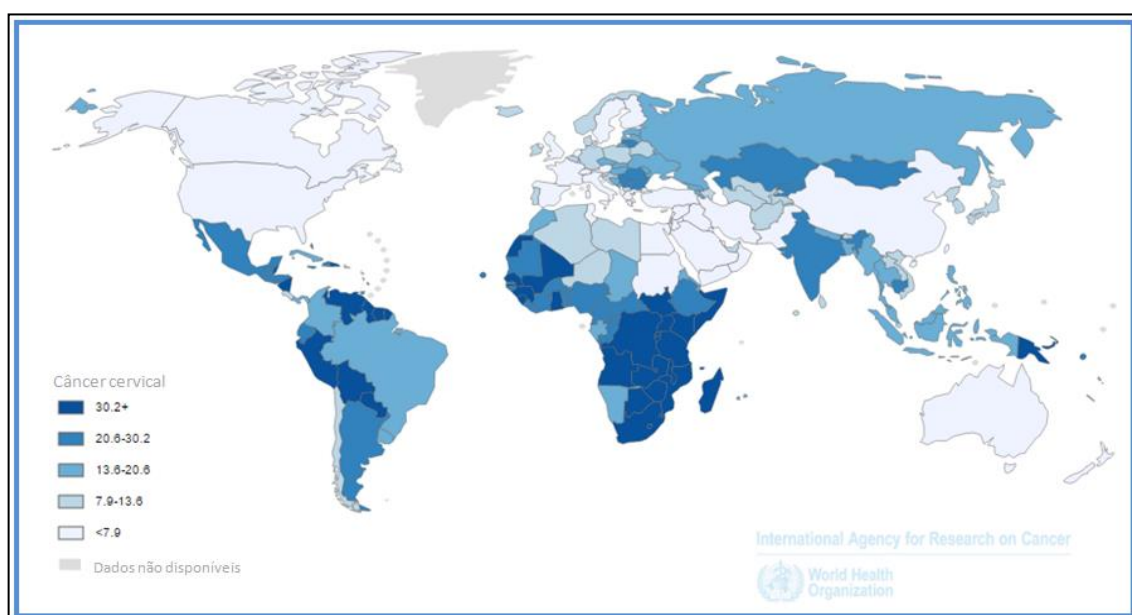 Câncer cervical
30.2+
20.6-30.2
13.6-20.6
7.9-13.6
<7.9
Dados não disponíveis
International Agency for Research on Cancer
World Health
Organization